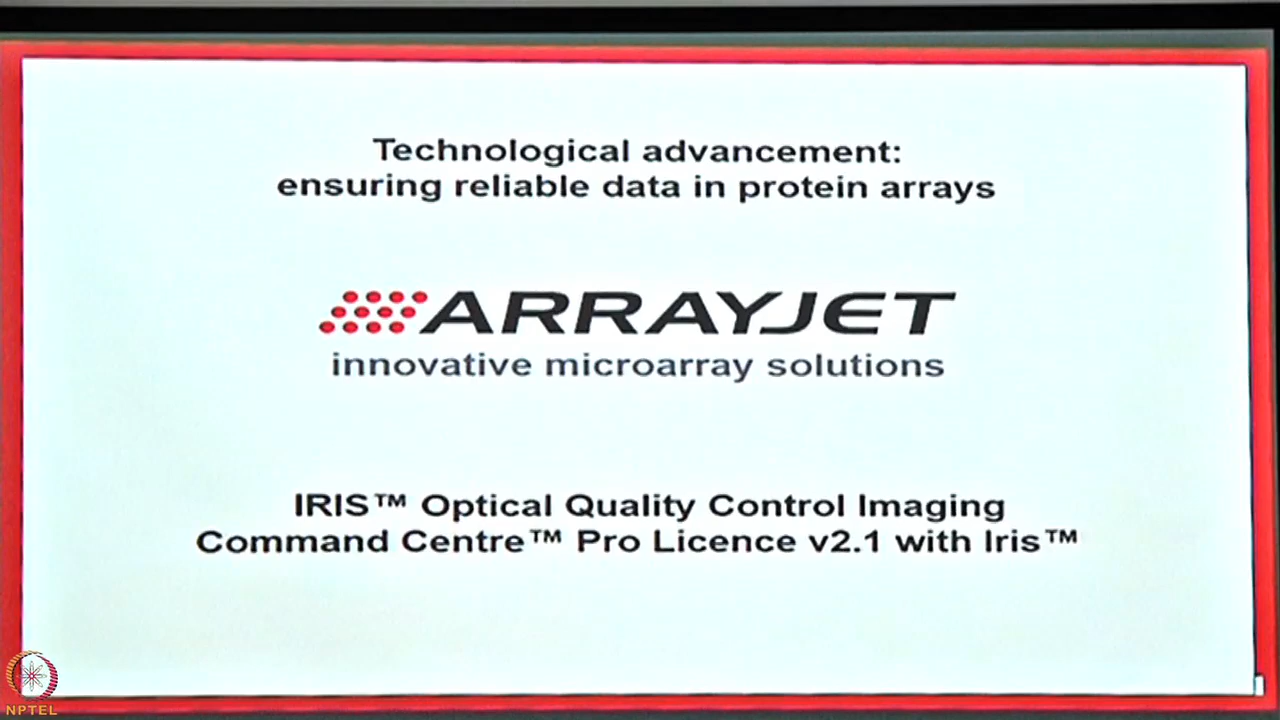 Technological advancement:
ensuring reliable data in protein arrays
ARRAYJET
innovative microarray solutions
IRIS™ Optical Quality Control Imaging
Command Centre™ Pro Licence v2.1 with Iris™
NPTEL